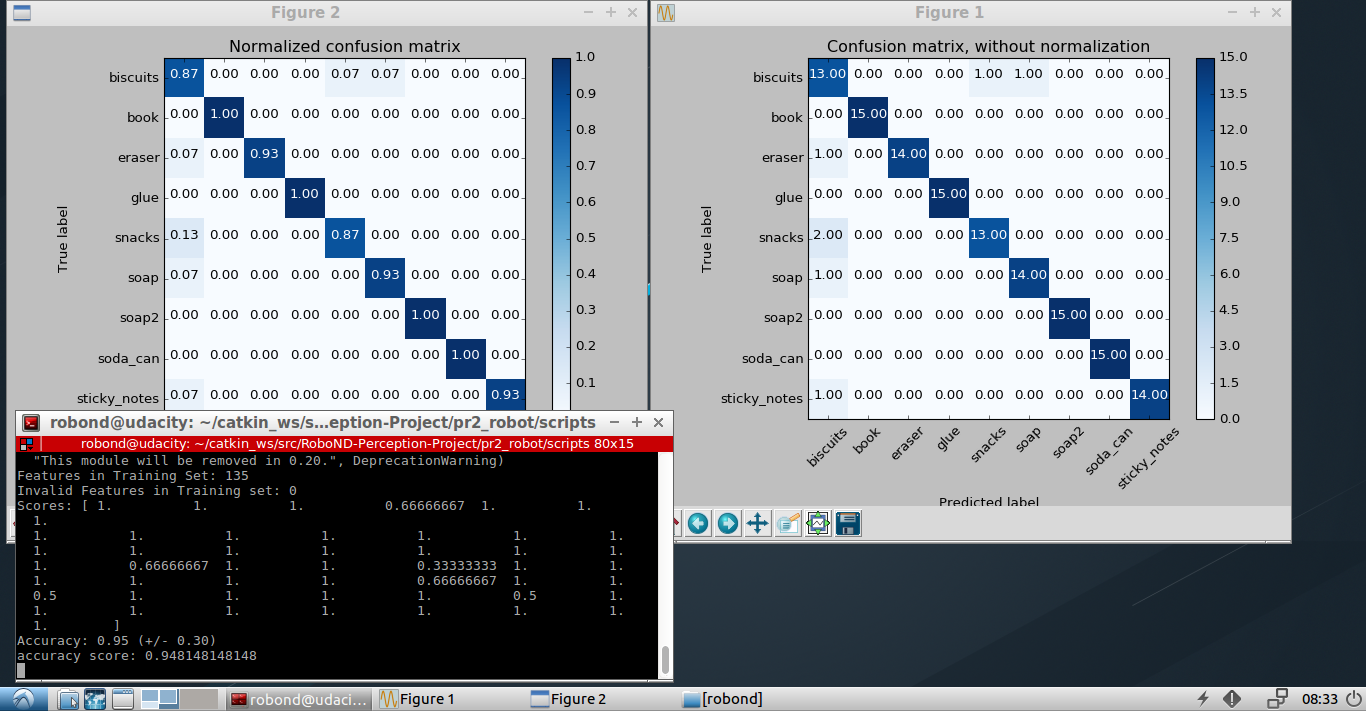 Figure 2
Normalized confusion matrix
biscuits 0.87 0.00 0.00 0.00 0.07 0.07 0.00 0.00 0.00
book 0.00 1.00 0.00 0.00 0.00 0.00 0.00 0.00 0.00
eraser 0.07 0.00 0.93 0.00 0.00 0.00 0.00 0.00 0.00
glue 0.00 0.00 0.00 1.00 0.00 0.00 0.00 0.00 0.00
snacks 0.13 0.00 0.00 0.00 0.87 0.00 0.00 0.00 0.00
soap 0.07 0.00 0.00 0.00 0.00 0.93 0.00 0.00 0.00
soap2 0.00 0.00 0.00 0.00 0.00 0.00 1.00 0.00 0.00
soda_can 0.00 0.00 0.00 0.00 0.00 0.00 0.00 1.00 0.00
sticky_notes 0.07 0.00 0.00 0.00 0.00 0.00 0.00 0.00 0.93
True label
1.0
0.9
0.8
0.7
0.6
0.5
0.4
0.3
0.2
0.1
Figure 1
Confusion matrix, without normalization
biscuits 13.00 0.00 0.00 0.00 1.00 1.00 0.00 0.00 0.00
book 0.00 15.00 0.00 0.00 0.00 0.00 0.00 0.00 0.00
eraser 1.00 0.00 14.00 0.00 0.00 0.00 0.00 0.00 0.00
glue 0.00 0.00 0.00 15.00 0.00 0.00 0.00 0.00 0.00
snacks 2.00 0.00 0.00 0.00 13.00 0.00 0.00 0.00 0.00
soap 1.00 0.00 0.00 0.00 0.00 14.00 0.00 0.00 0.00
soap2 0.00 0.00 0.00 0.00 0.00 0.00 15.00 0.00 0.00
soda_can 0.00 0.00 0.00 0.00 0.00 0.00 0.00 15.00 0.00
sticky_notes 1.00 0.00 0.00 0.00 0.00 0.00 0.00 0.00 14.00
True label
biscuits book eraser glue snacks soap soap2 soda_can sticky_notes
Predicted label
15.0
13.5
12.0
10.5
9.0
7.5
6.0
4.5
3.0
1.5
0.0
robond@udacity: ~/catkin_ws/s...eption-Project/pr2_robot/scripts
robond@udacity: ~/catkin_ws/src/RoboND-Perception-Project/pr2_robot/scripts 80x15
"This module will be removed in 0.20.", DeprecationWarning)
Features in Training Set: 135
Invalid Features in Training set: 0
Scores: [ 1. 1. 1. 0.66666667 1. 1.
1.
1. 1. 1. 1. 1. 1. 1.
1. 1. 1. 1. 1. 1. 1.
1. 0.66666667 1. 1. 0.33333333 1. 1.
1. 1. 1. 1. 0.66666667 1. 1.
0.5 1. 1. 1. 1. 0.5 1.
1. 1. 1. 1. 1. 1. 1.
1. ]
Accuracy: 0.95 (+/- 0.30)
accuracy score: 0.948148148148
robond@udaci... Figure 1 Figure 2 [robond] 08:33